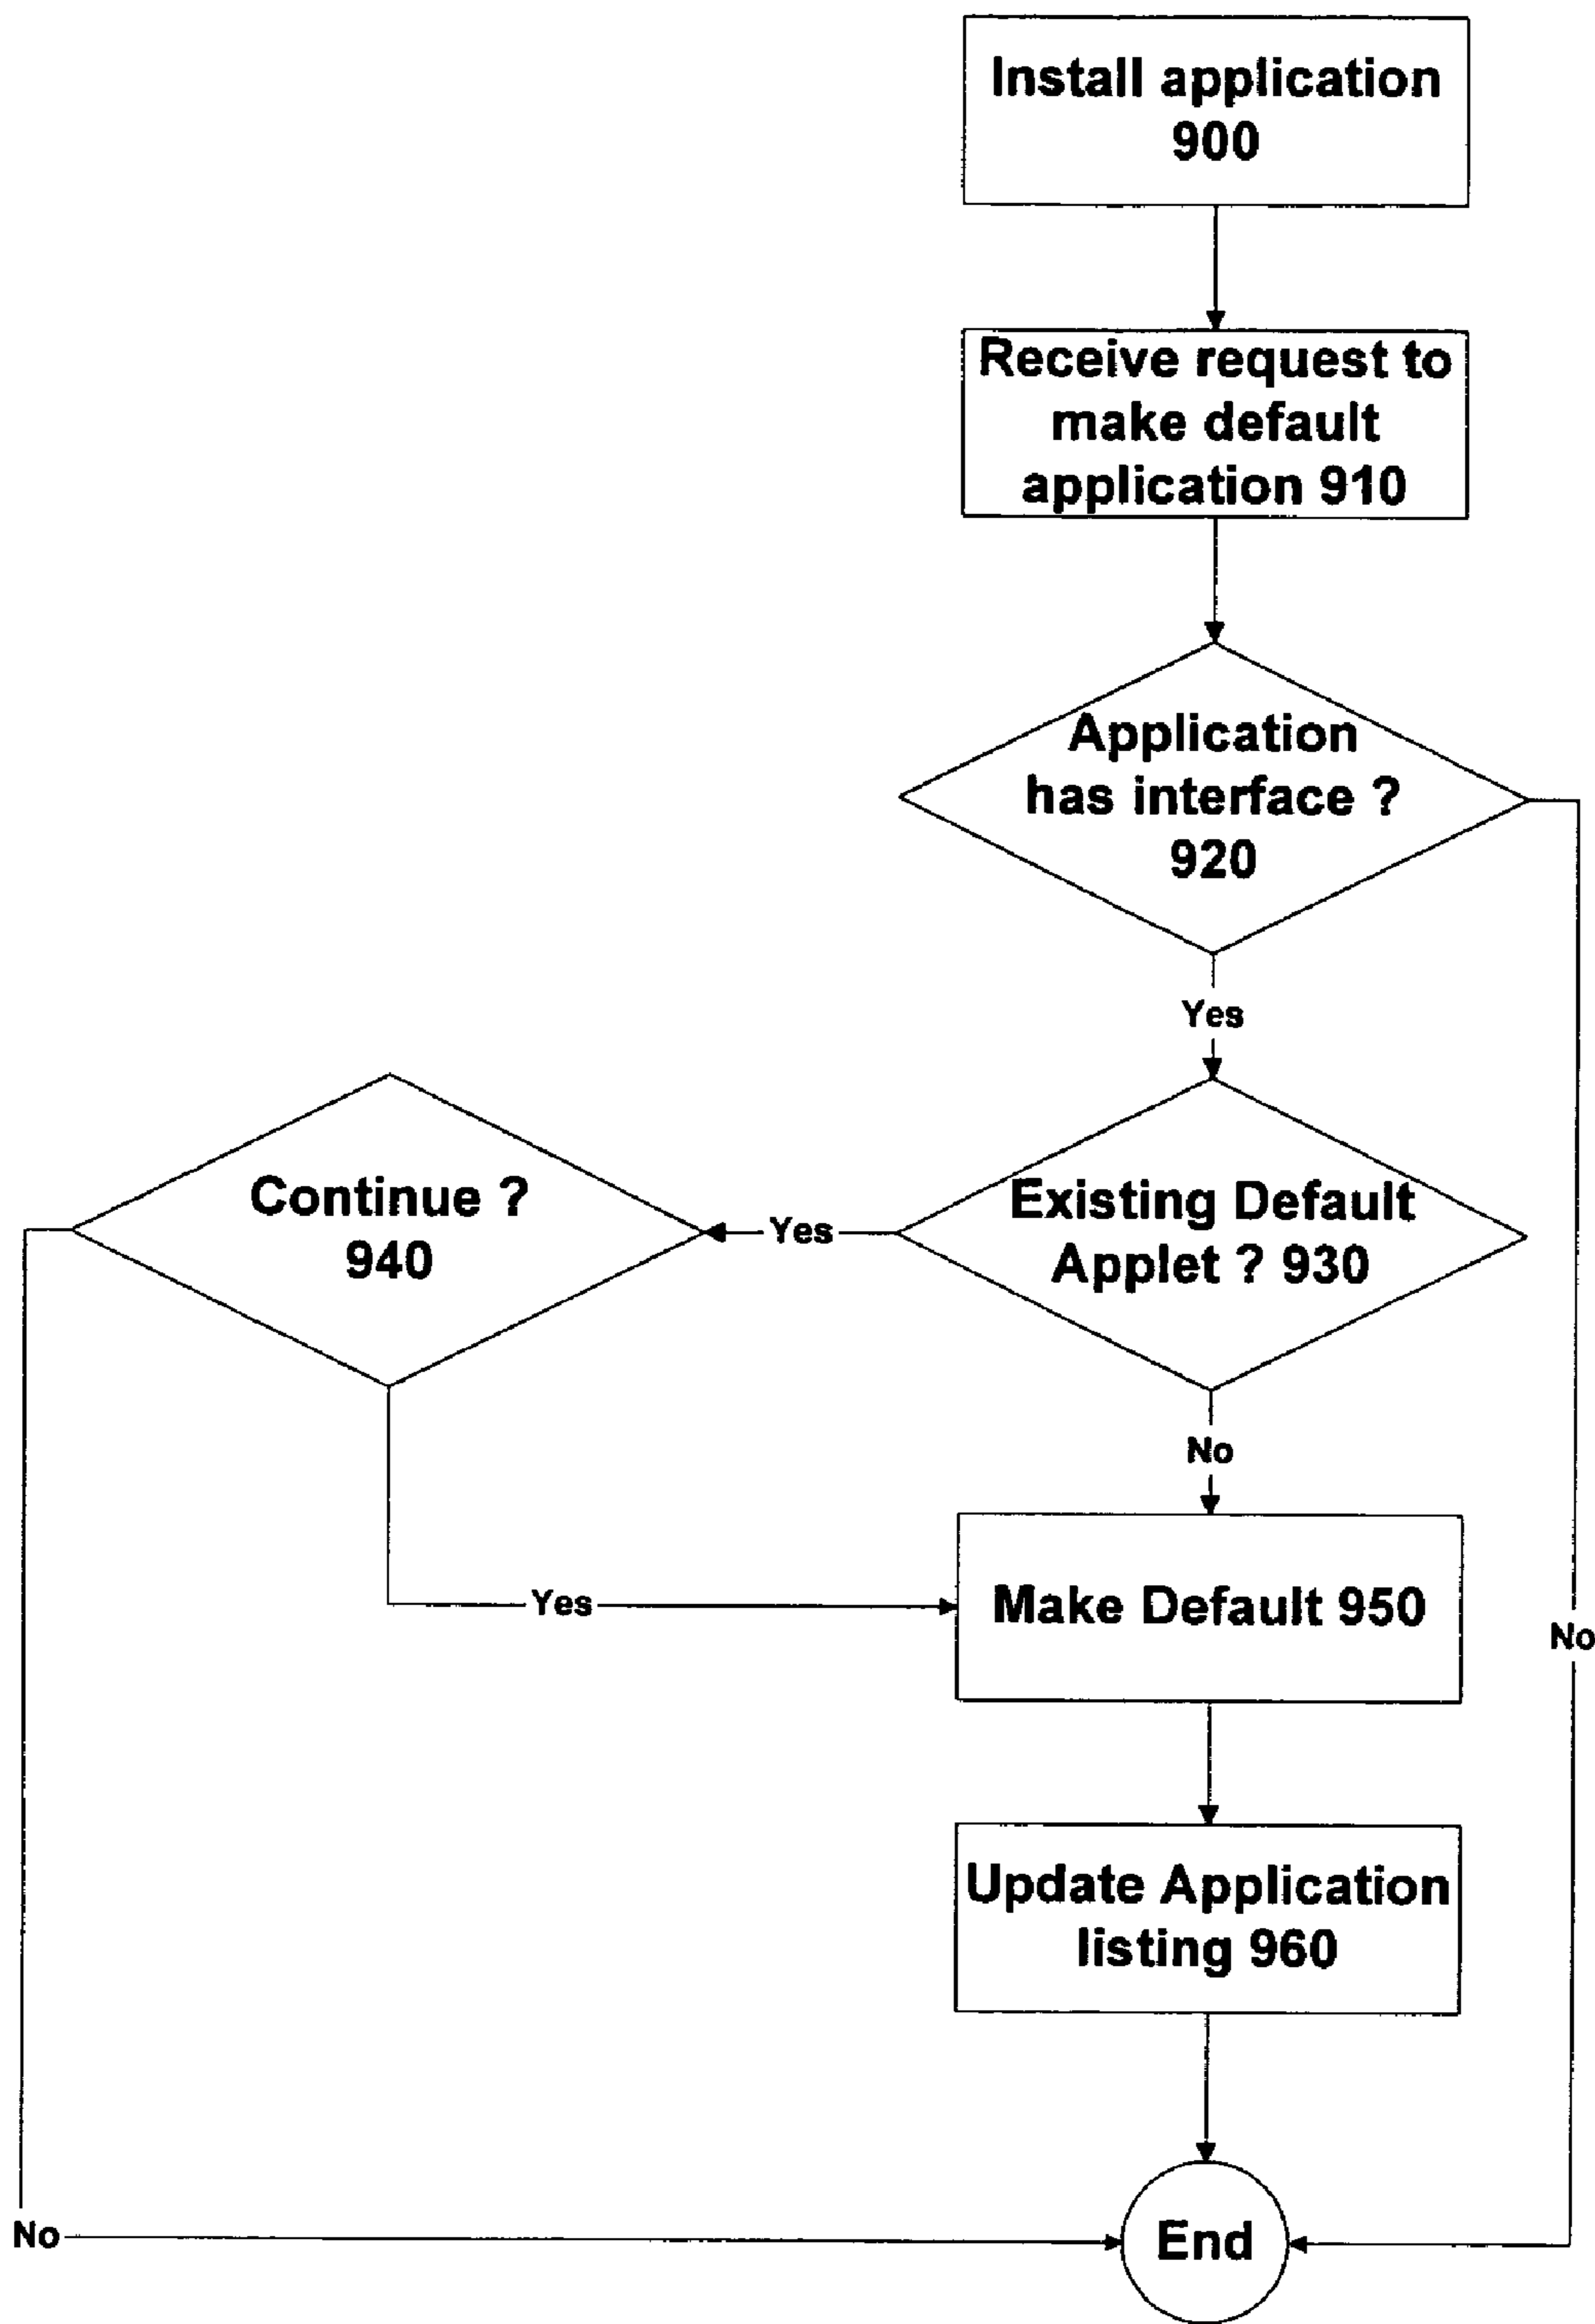 Install application
900
Receive request to
make default
application 910
Application
has interface ?
920
Yes
Continue ?
940
Yes
Existing Default
Applet ? 930
No
Yes
Make Default 950
No
Update Application
listing 960
No
End